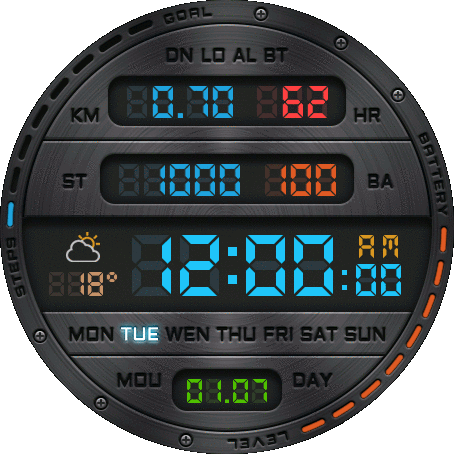 GOAL
DN LO AL BT
KM 0.70 62 HR
BATTERY
ST 1000 100 BA
STEPS
18° 12:00:00 AM
MON TUE WEN THU FRI SAT SUN
MOU 01.07 DAY
LEVEL